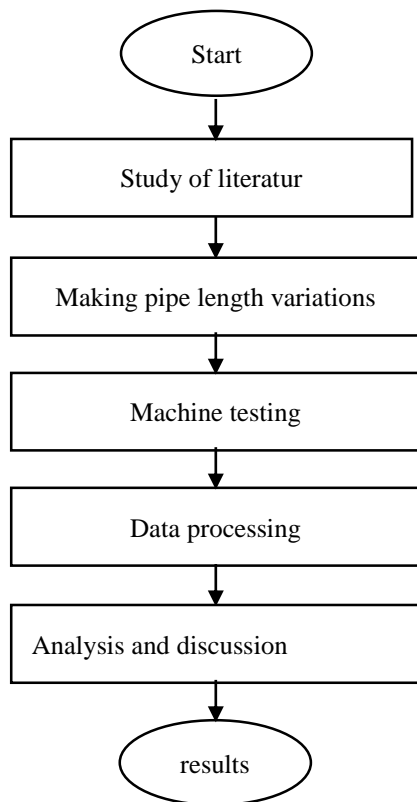 Start
Study of literatur
Making pipe length variations
Machine testing
Data processing
Analysis and discussion
results